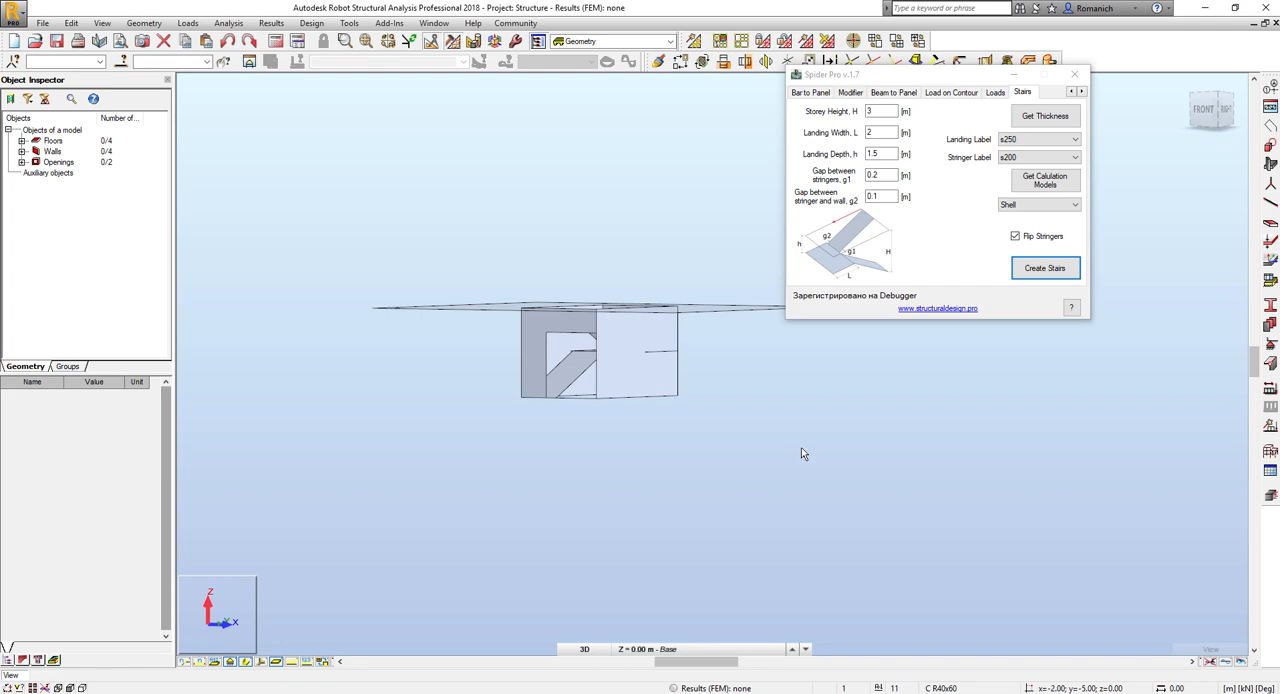 Autodesk Robot Structural Analysis Professional 2018 - Project: Structure - Results (FEM): none
Type a keyword or phrase
Romanich
PRO
File Edit View Geometry Loads Analysis Results Design Tools Add-Ins Window Community
Geometry
Object Inspector
Objects Number of...
Objects of a model
Floors 0/4
Walls 0/4
Openings 0/2
Auxiliary objects
Geometry Groups
Name Value Unit
Spider Pro v.1.7
Bar to Panel Modifier Beam to Panel Load on Contour Loads Stairs
Storey Height, H 3 [m]
Get Thickness
Landing Width, L 2 [m]
Landing Label s250
Landing Depth, h 1.5 [m]
Stringer Label s200
Gap between stringers, g1 0.2 [m]
Get Calulation Models
Gap between stringer and wall, g2 0.1 [m]
Shell
Flip Stringers
g2
h
g1
H
L
Create Stairs
Зарегистрировано на Debugger
www.structuraldesign.pro
?
FRONT RIGHT
Z
Y
X
3D Z = 0.00 m - Base
View
View
Results (FEM): none 1 11 C R40x60 x=-2.00; y=-5.00; z=0.00 0.00 [m] [kN] [Deg]